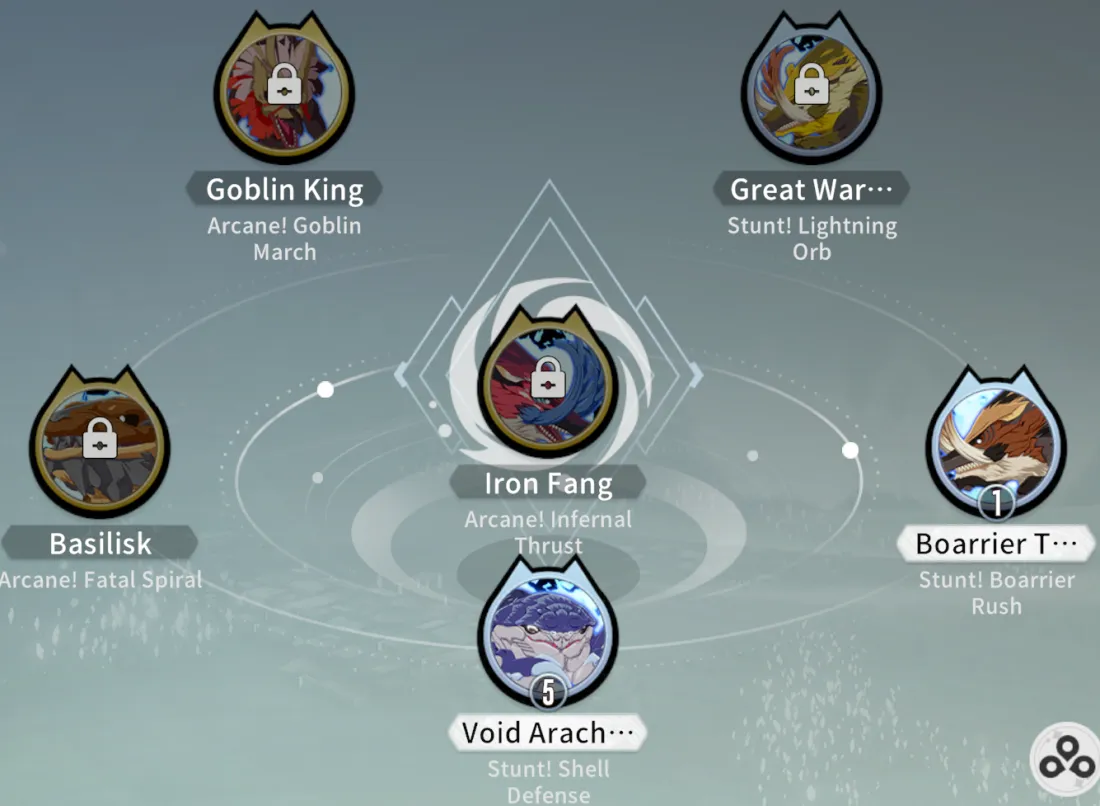 Goblin King
Arcane! Goblin
March
Great War···
Stunt! Lightning
Orb
Iron Fang
Arcane! Infernal
Thrust
Basilisk
Arcane! Fatal Spiral
1
Boarrier T···
Stunt! Boarrier
Rush
5
Void Arach···
Stunt! Shell
Defense